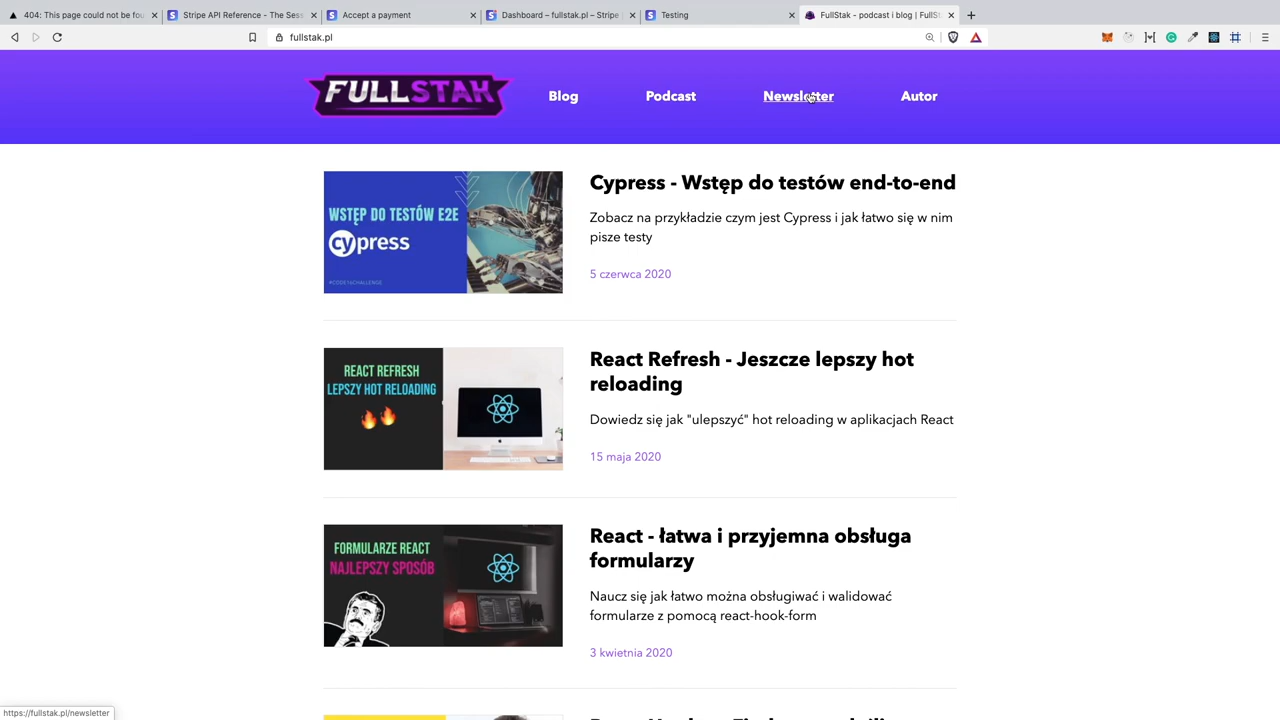 404: This page could not be fou
Stripe API Reference - The Sess
Accept a payment
Dashboard – fullstak.pl – Stripe
Testing
FullStak - podcast i blog | FullSt
fullstak.pl
FULLSTAK
Blog
Podcast
Newsletter
Autor
WSTĘP DO TESTÓW E2E
cypress
#CODE16CHALLENGE
Cypress - Wstęp do testów end-to-end
Zobacz na przykładzie czym jest Cypress i jak łatwo się w nim
pisze testy
5 czerwca 2020
REACT REFRESH
LEPSZY HOT RELOADING
React Refresh - Jeszcze lepszy hot
reloading
Dowiedz się jak "ulepszyć" hot reloading w aplikacjach React
15 maja 2020
FORMULARZE REACT
NAJLEPSZY SPOSÓB
React - łatwa i przyjemna obsługa
formularzy
Naucz się jak łatwo można obsługiwać i walidować
formularze z pomocą react-hook-form
3 kwietnia 2020
https://fullstak.pl/newsletter